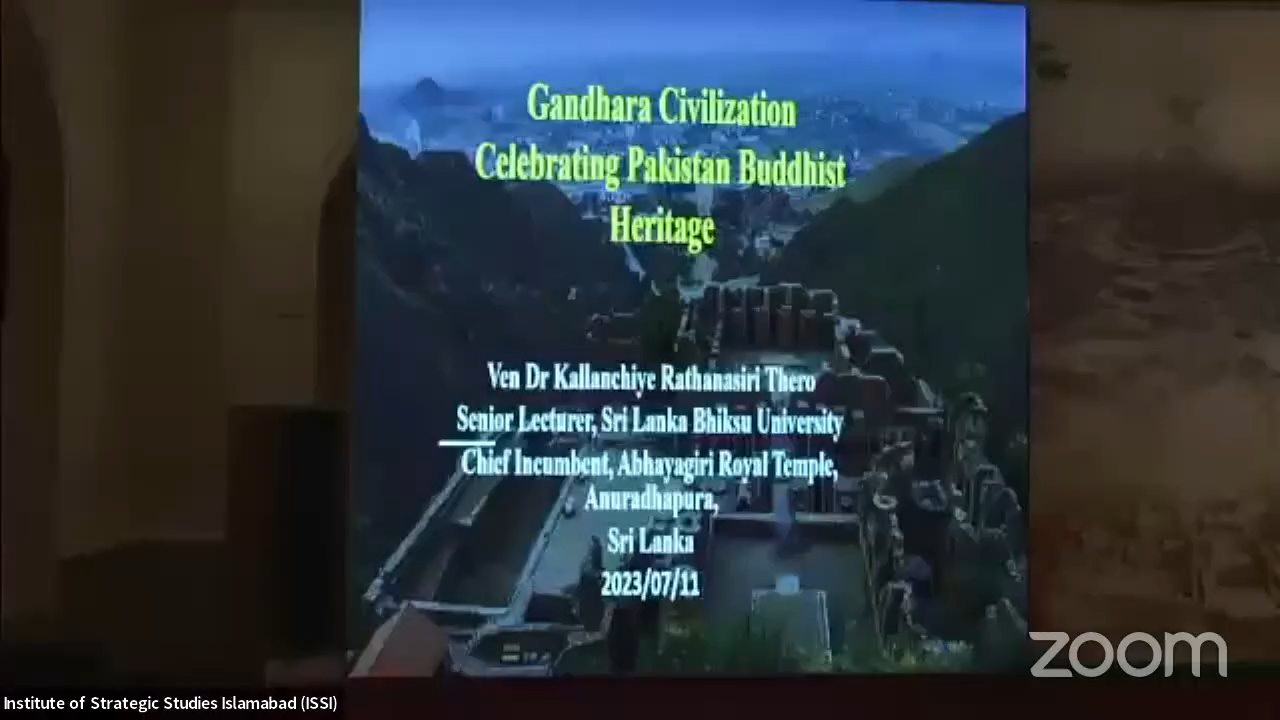 Gandhara Civilization
Celebrating Pakistan Buddhist
Heritage
Ven Dr Kallanchiye Rathanasiri Thero
Senior Lecturer, Sri Lanka Bhiksu University
Chief Incumbent, Abhayagiri Royal Temple,
Anuradhapura,
Sri Lanka
2023/07/11
zoom
Institute of Strategic Studies Islamabad (ISSI)